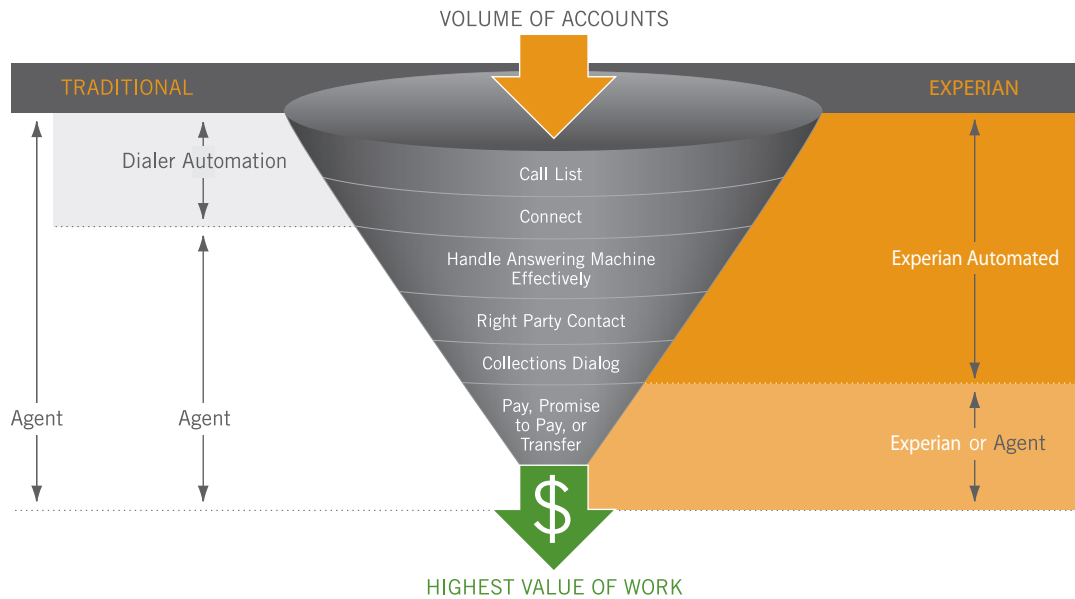 VOLUME OF ACCOUNTS
TRADITIONAL
EXPERIAN
Dialer Automation
Agent
Agent
Call List
Connect
Handle Answering Machine
Effectively
Right Party Contact
Collections Dialog
Pay, Promise
to Pay, or
Transfer
$
Experian Automated
Experian or Agent
HIGHEST VALUE OF WORK